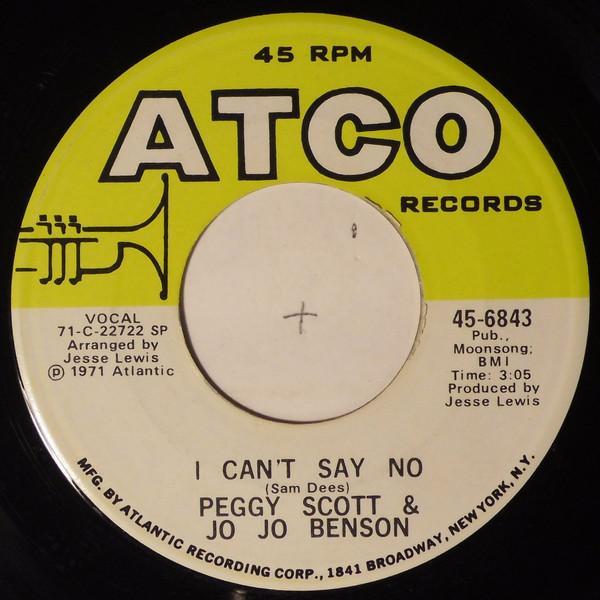 45 RPM
ATCO
RECORDS
VOCAL
71-C-22722 SP
Arranged by
Jesse Lewis
Ⓟ 1971 Atlantic
45-6843
Pub.,
Moonsong;
BMI
Time: 3:05
Produced by
Jesse Lewis
I CAN'T SAY NO
(Sam Dees)
PEGGY SCOTT &
JO JO BENSON
MFG. BY ATLANTIC RECORDING CORP., 1841 BROADWAY, NEW YORK, N.Y.